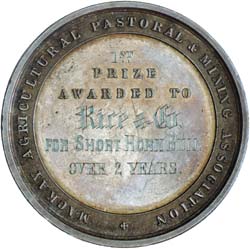 MACKAY AGRICULTURAL PASTORAL & MINING ASSOCIATION
1ST
PRIZE
AWARDED TO
Rice & Co.
FOR SHORT HORN BULL
OVER 2 YEARS.